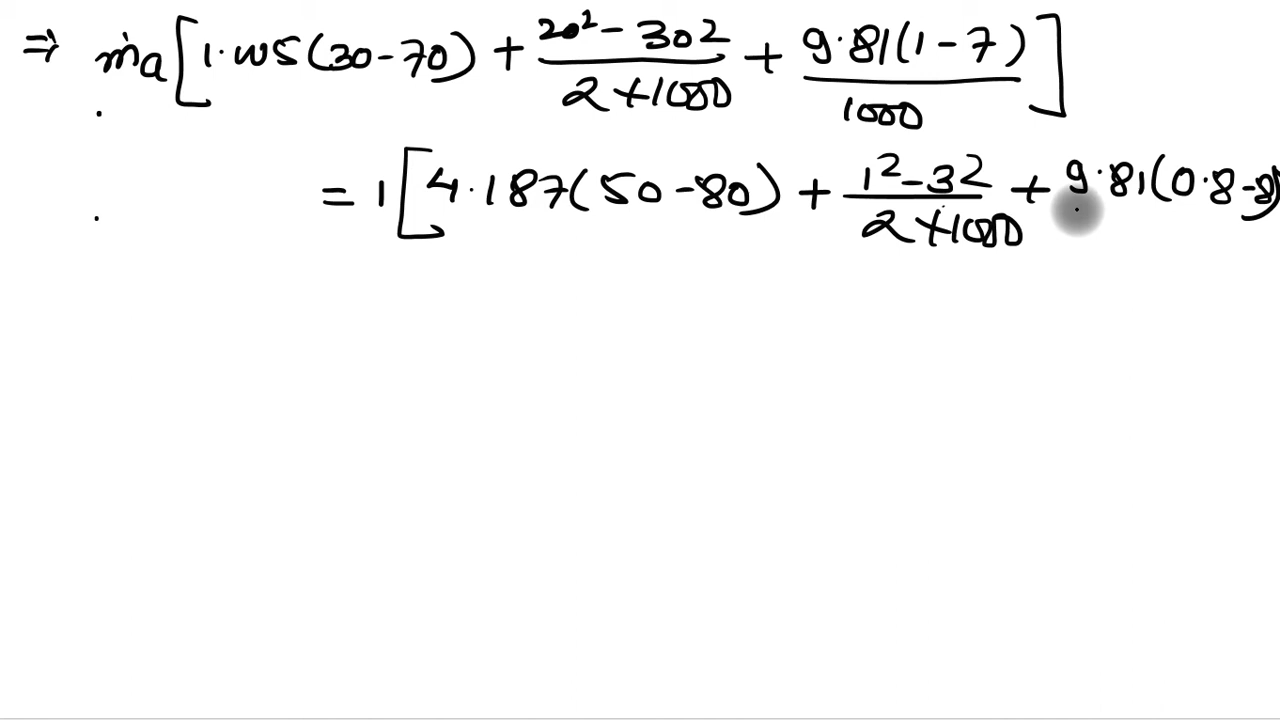 ⇒ ṁa[1.005(30-70) + (20²-30²)/(2×1000) + 9.81(1-7)/1000]
= 1[4.187(50-80) + (1²-3²)/(2×1000) + 9.81(0.8-8)